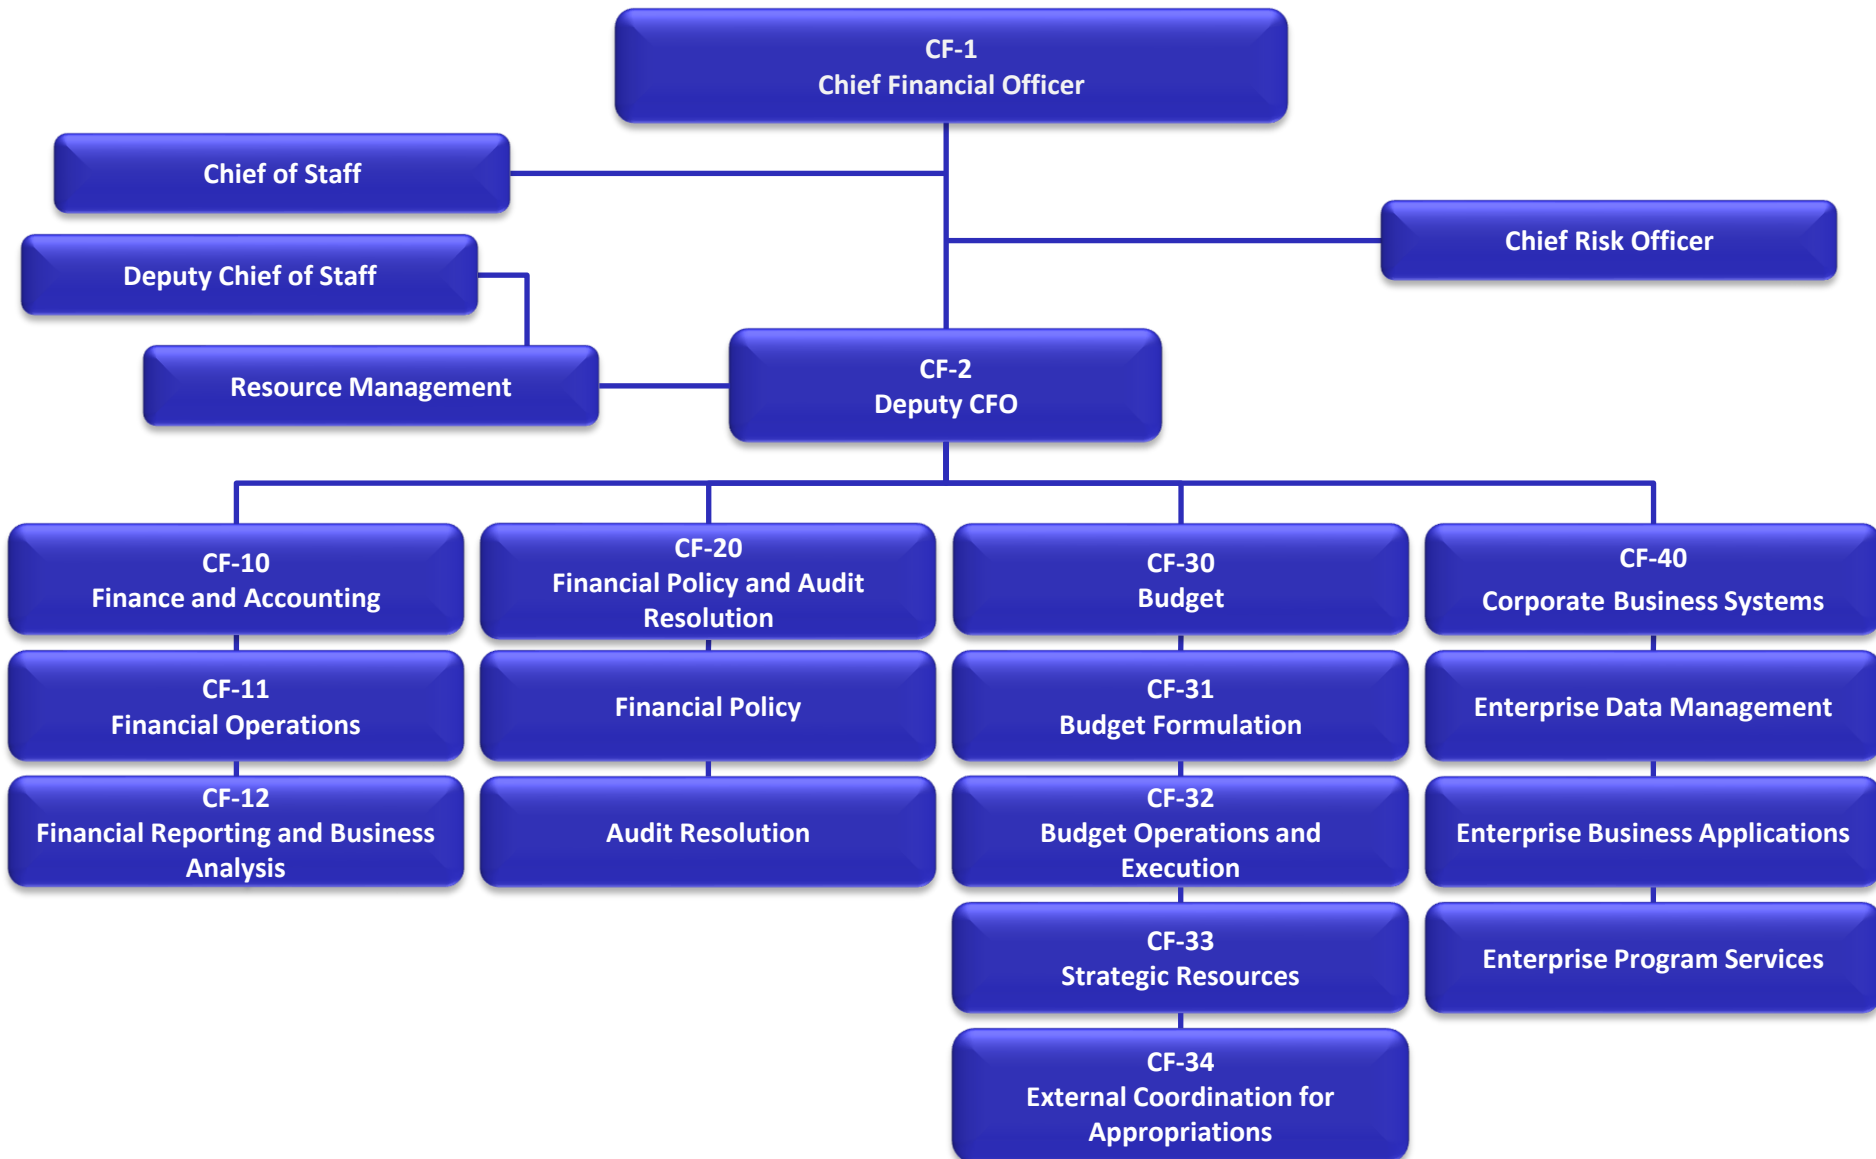 CF-1
Chief Financial Officer
Chief of Staff
Chief Risk Officer
Deputy Chief of Staff
Resource Management
CF-2
Deputy CFO
CF-10
Finance and Accounting
CF-11
Financial Operations
CF-12
Financial Reporting and Business
Analysis
CF-20
Financial Policy and Audit
Resolution
Financial Policy
Audit Resolution
CF-30
Budget
CF-31
Budget Formulation
CF-32
Budget Operations and
Execution
CF-33
Strategic Resources
CF-34
External Coordination for
Appropriations
CF-40
Corporate Business Systems
Enterprise Data Management
Enterprise Business Applications
Enterprise Program Services